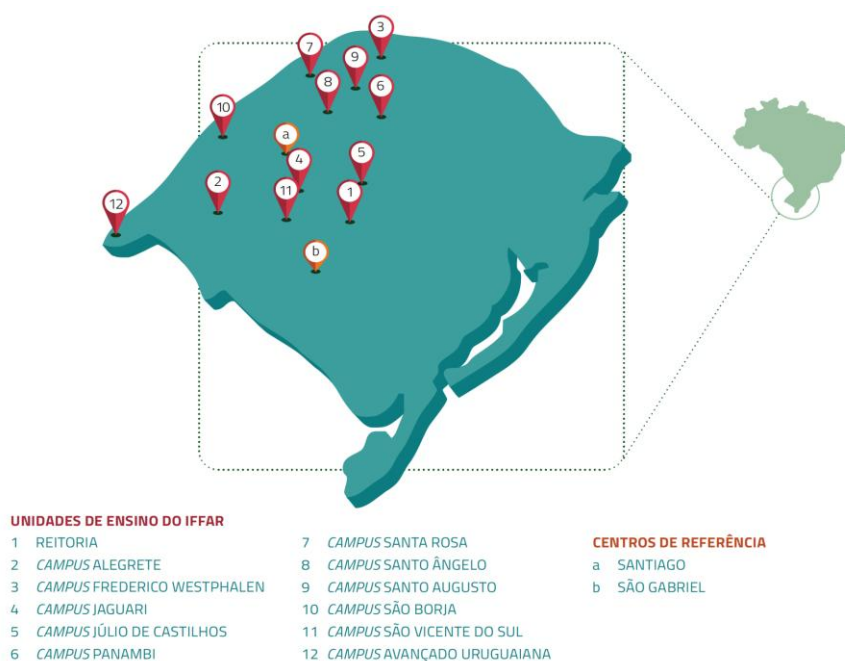 3
7
9
8
6
10
a
4
5
2
11
1
12
b
UNIDADES DE ENSINO DO IFFAR
1 REITORIA
2 CAMPUS ALEGRETE
3 CAMPUS FREDERICO WESTPHALEN
4 CAMPUS JAGUARI
5 CAMPUS JÚLIO DE CASTILHOS
6 CAMPUS PANAMBI
7 CAMPUS SANTA ROSA
8 CAMPUS SANTO ÂNGELO
9 CAMPUS SANTO AUGUSTO
10 CAMPUS SÃO BORJA
11 CAMPUS SÃO VICENTE DO SUL
12 CAMPUS AVANÇADO URUGUAIANA
CENTROS DE REFERÊNCIA
a SANTIAGO
b SÃO GABRIEL